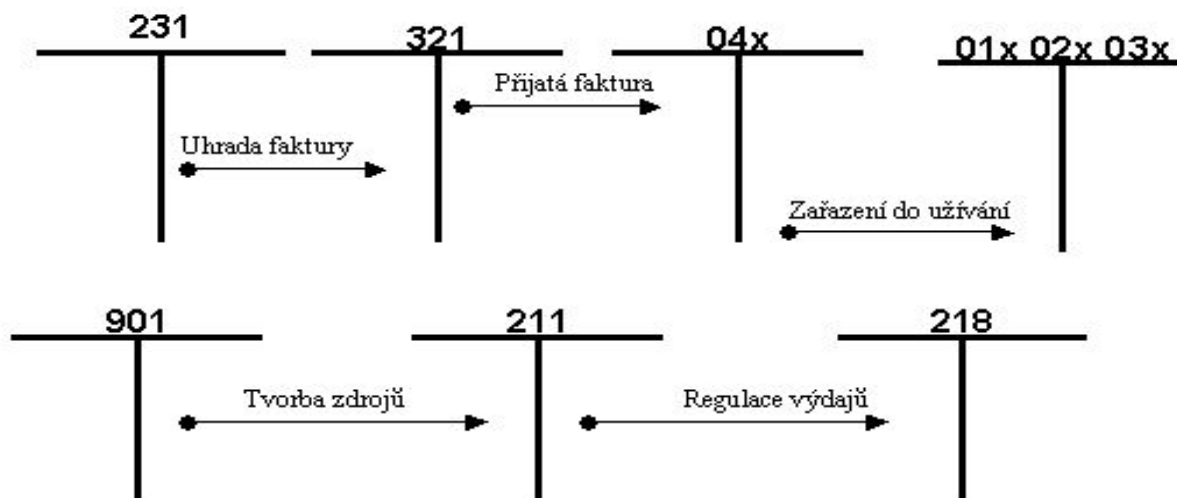 231 321 04x 01x 02x 03x
Přijatá faktura
Uhrada faktury
Zařazení do užívání
901 211 218
Tvorba zdrojů
Regulace výdajů